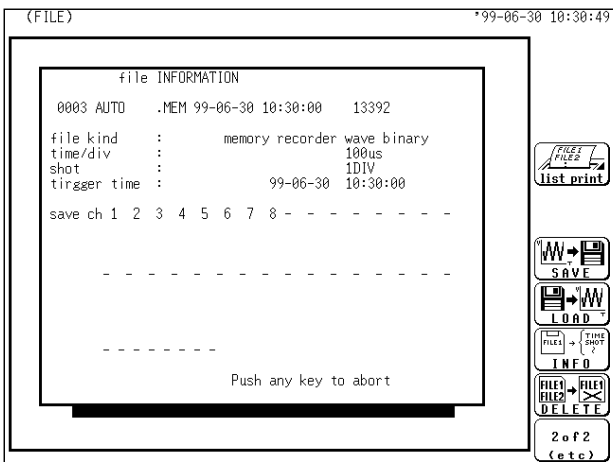 (FILE) '99-06-30 10:30:49
file INFORMATION
0003 AUTO .MEM 99-06-30 10:30:00 13392
file kind : memory recorder wave binary
time/div : 100us
shot : 1DIV
tirgger time : 99-06-30 10:30:00
save ch 1 2 3 4 5 6 7 8 - - - - - - - -
- - - - - - - - - - - - - - - -
- - - - - - - -
Push any key to abort
FILE1
FILE2
list print
V T
SAVE
V T
LOAD
FILE1 TIME
SHOT
INFO
FILE1 FILE1
FILE2
DELETE
2of2
(etc)